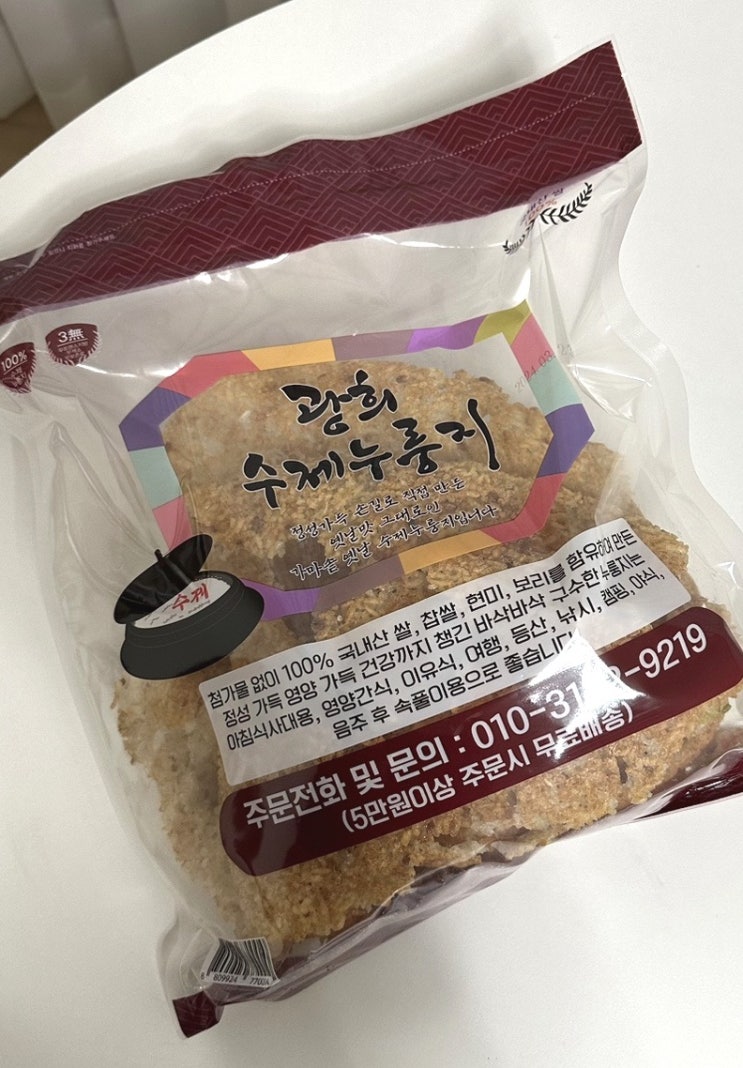 100%
3無
광희
수제누룽지
정성가득 손길로 직접 만든
옛날맛 그대로인
가마솥 옛날 수제누룽지입니다
수제
첨가물 없이 100% 국내산 쌀, 찹쌀, 현미, 보리를 함유하여 만든
정성 가득 영양 가득 건강까지 챙긴 바삭바삭 구수한 누룽지는
아침식사대용, 영양간식, 이유식, 여행, 등산, 낚시, 캠핑, 야식,
음주 후 속풀이용으로 좋습니다
주문전화 및 문의 : 010-31 -9219
(5만원이상 주문시 무료배송)
8 809924 7700